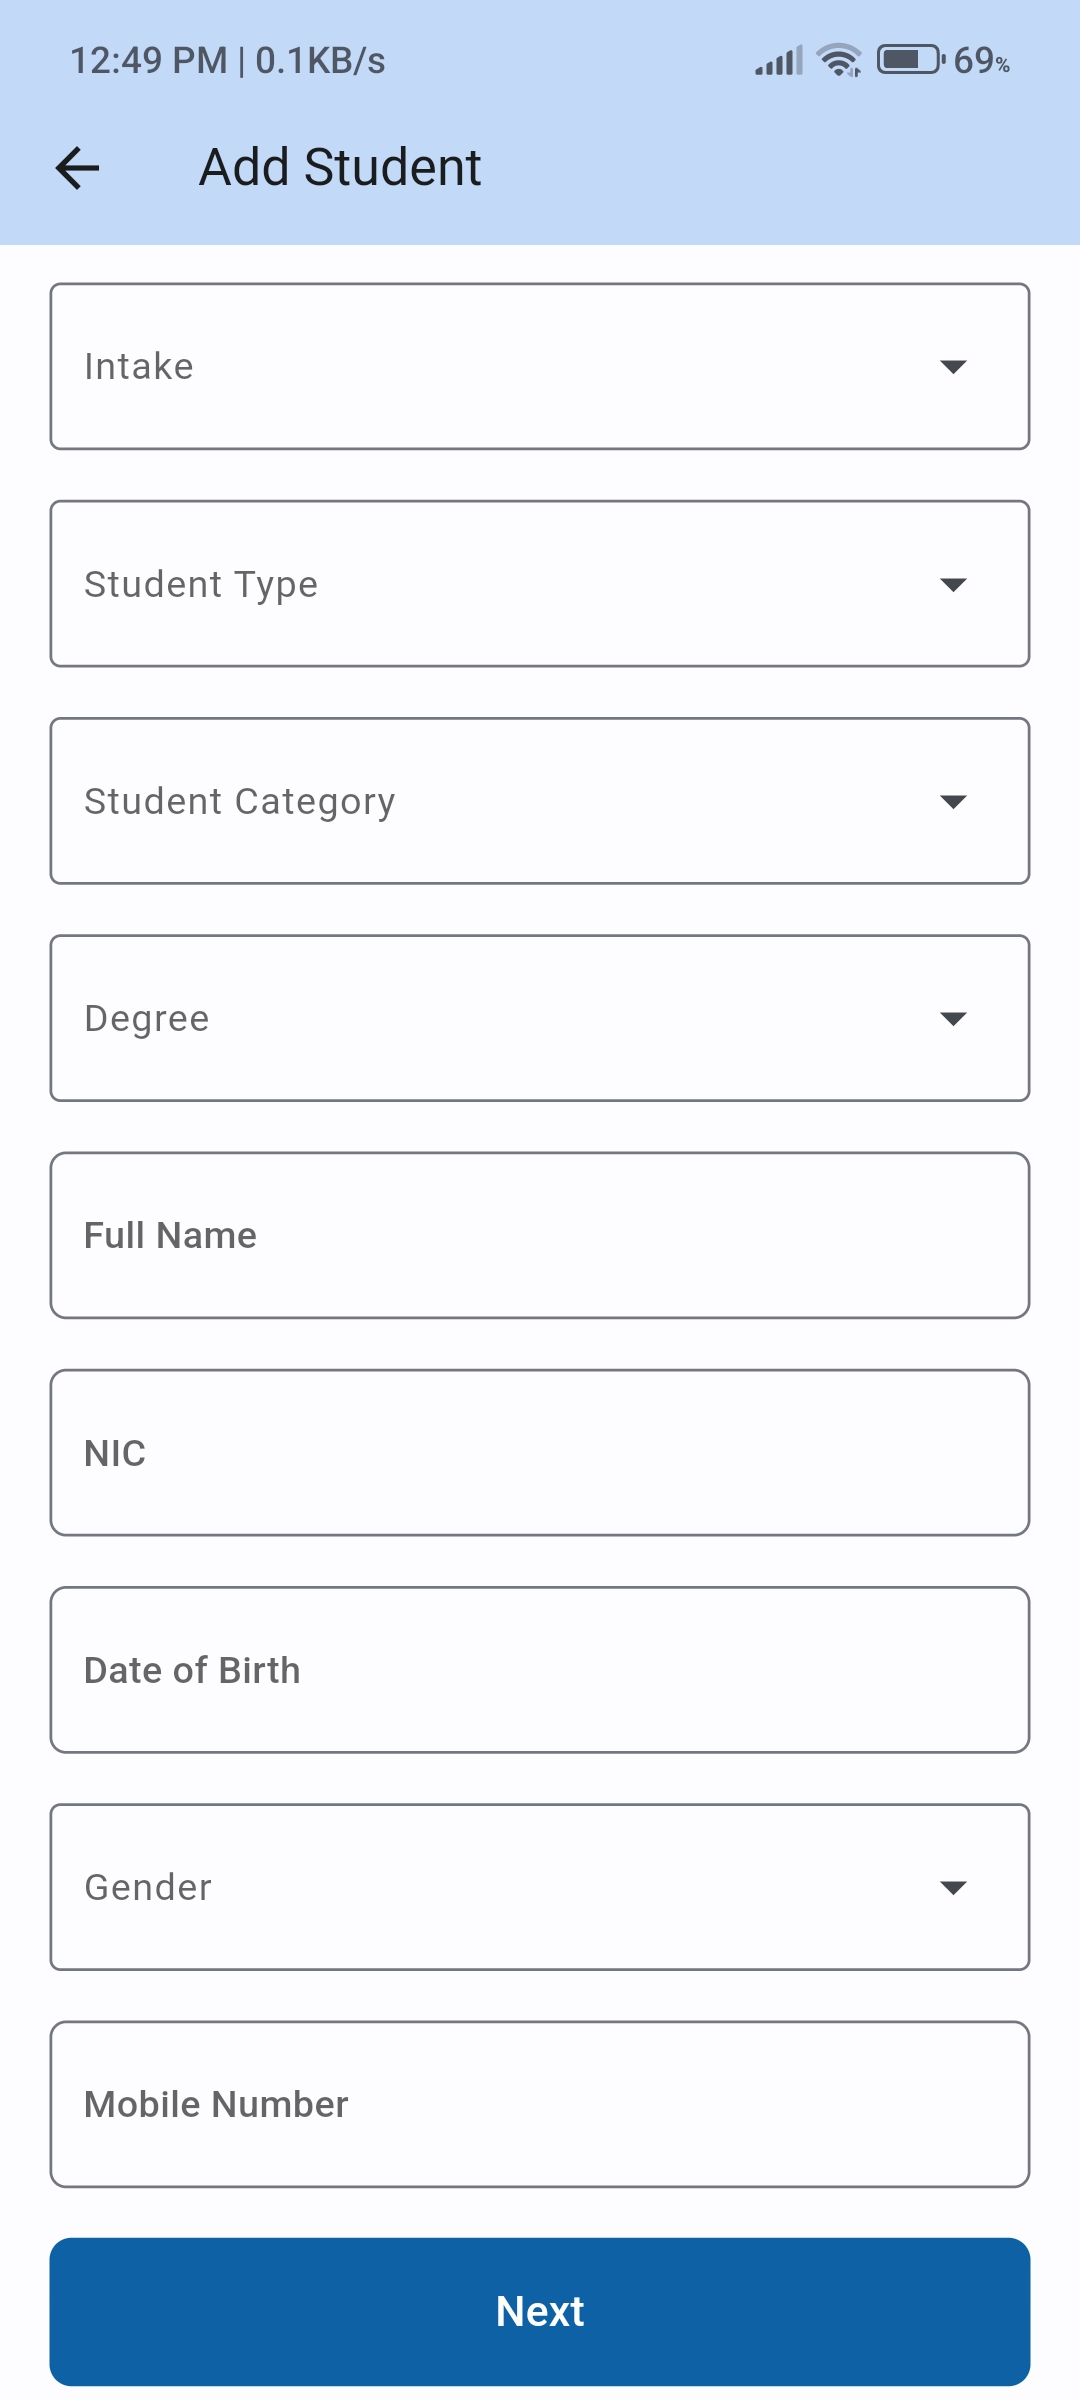 12:49 PM | 0.1KB/s 69%
Add Student
Intake
Student Type
Student Category
Degree
Full Name
NIC
Date of Birth
Gender
Mobile Number
Next